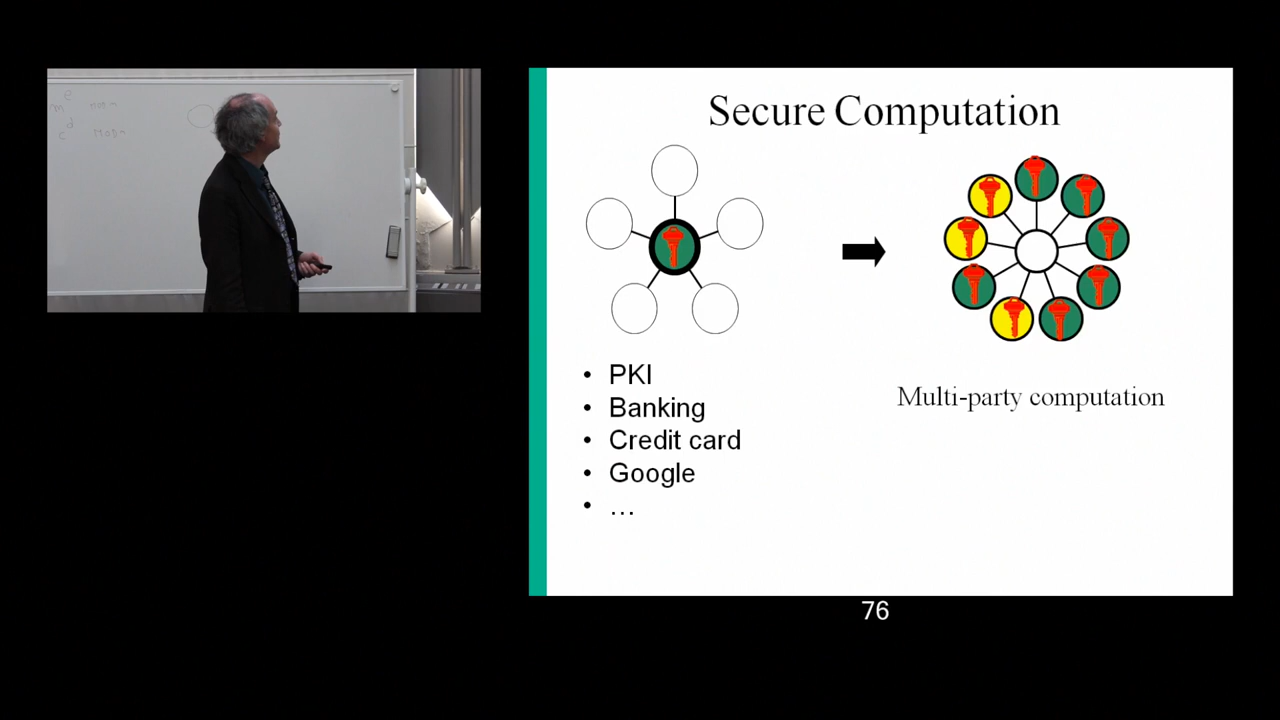 Secure Computation
• PKI
• Banking
• Credit card
• Google
• …
Multi-party computation
76